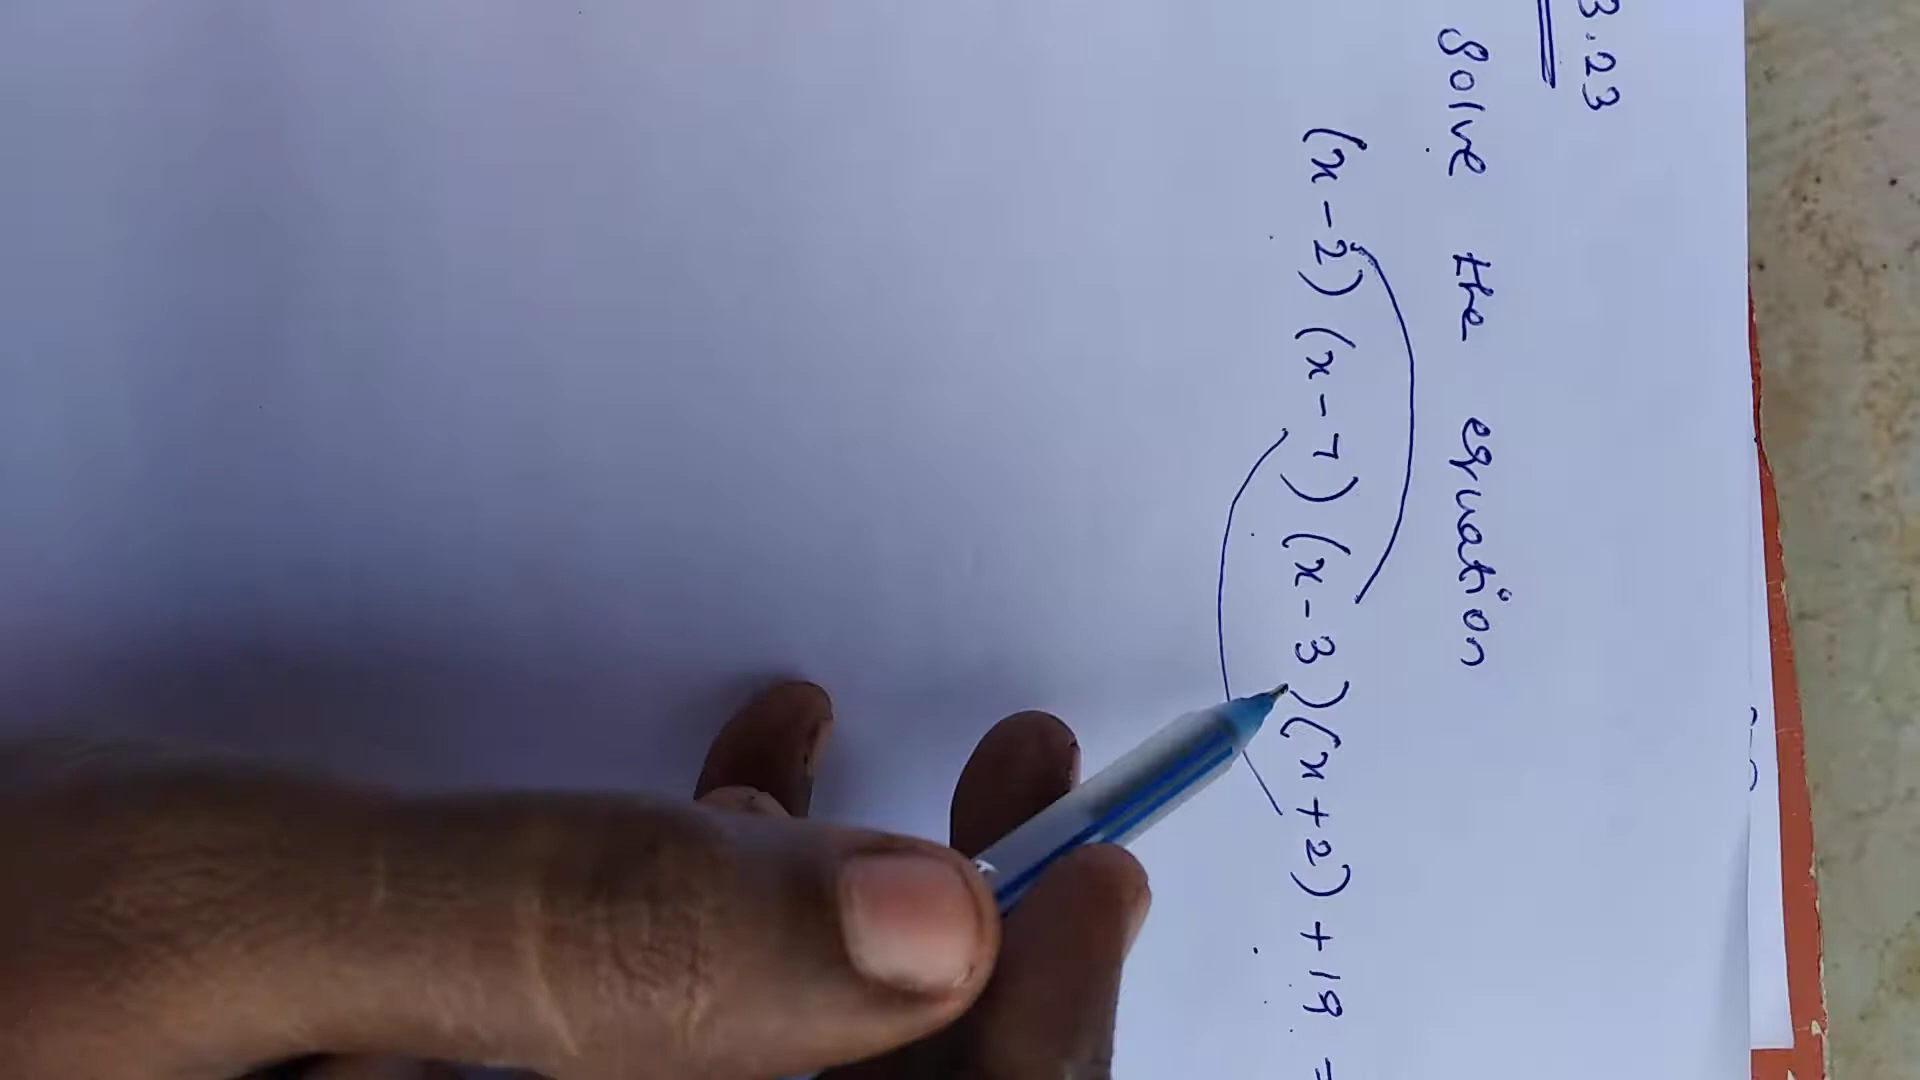 3.23
Solve the equation
(x-2) (x-7) (x-3) (x+2) + 19 =